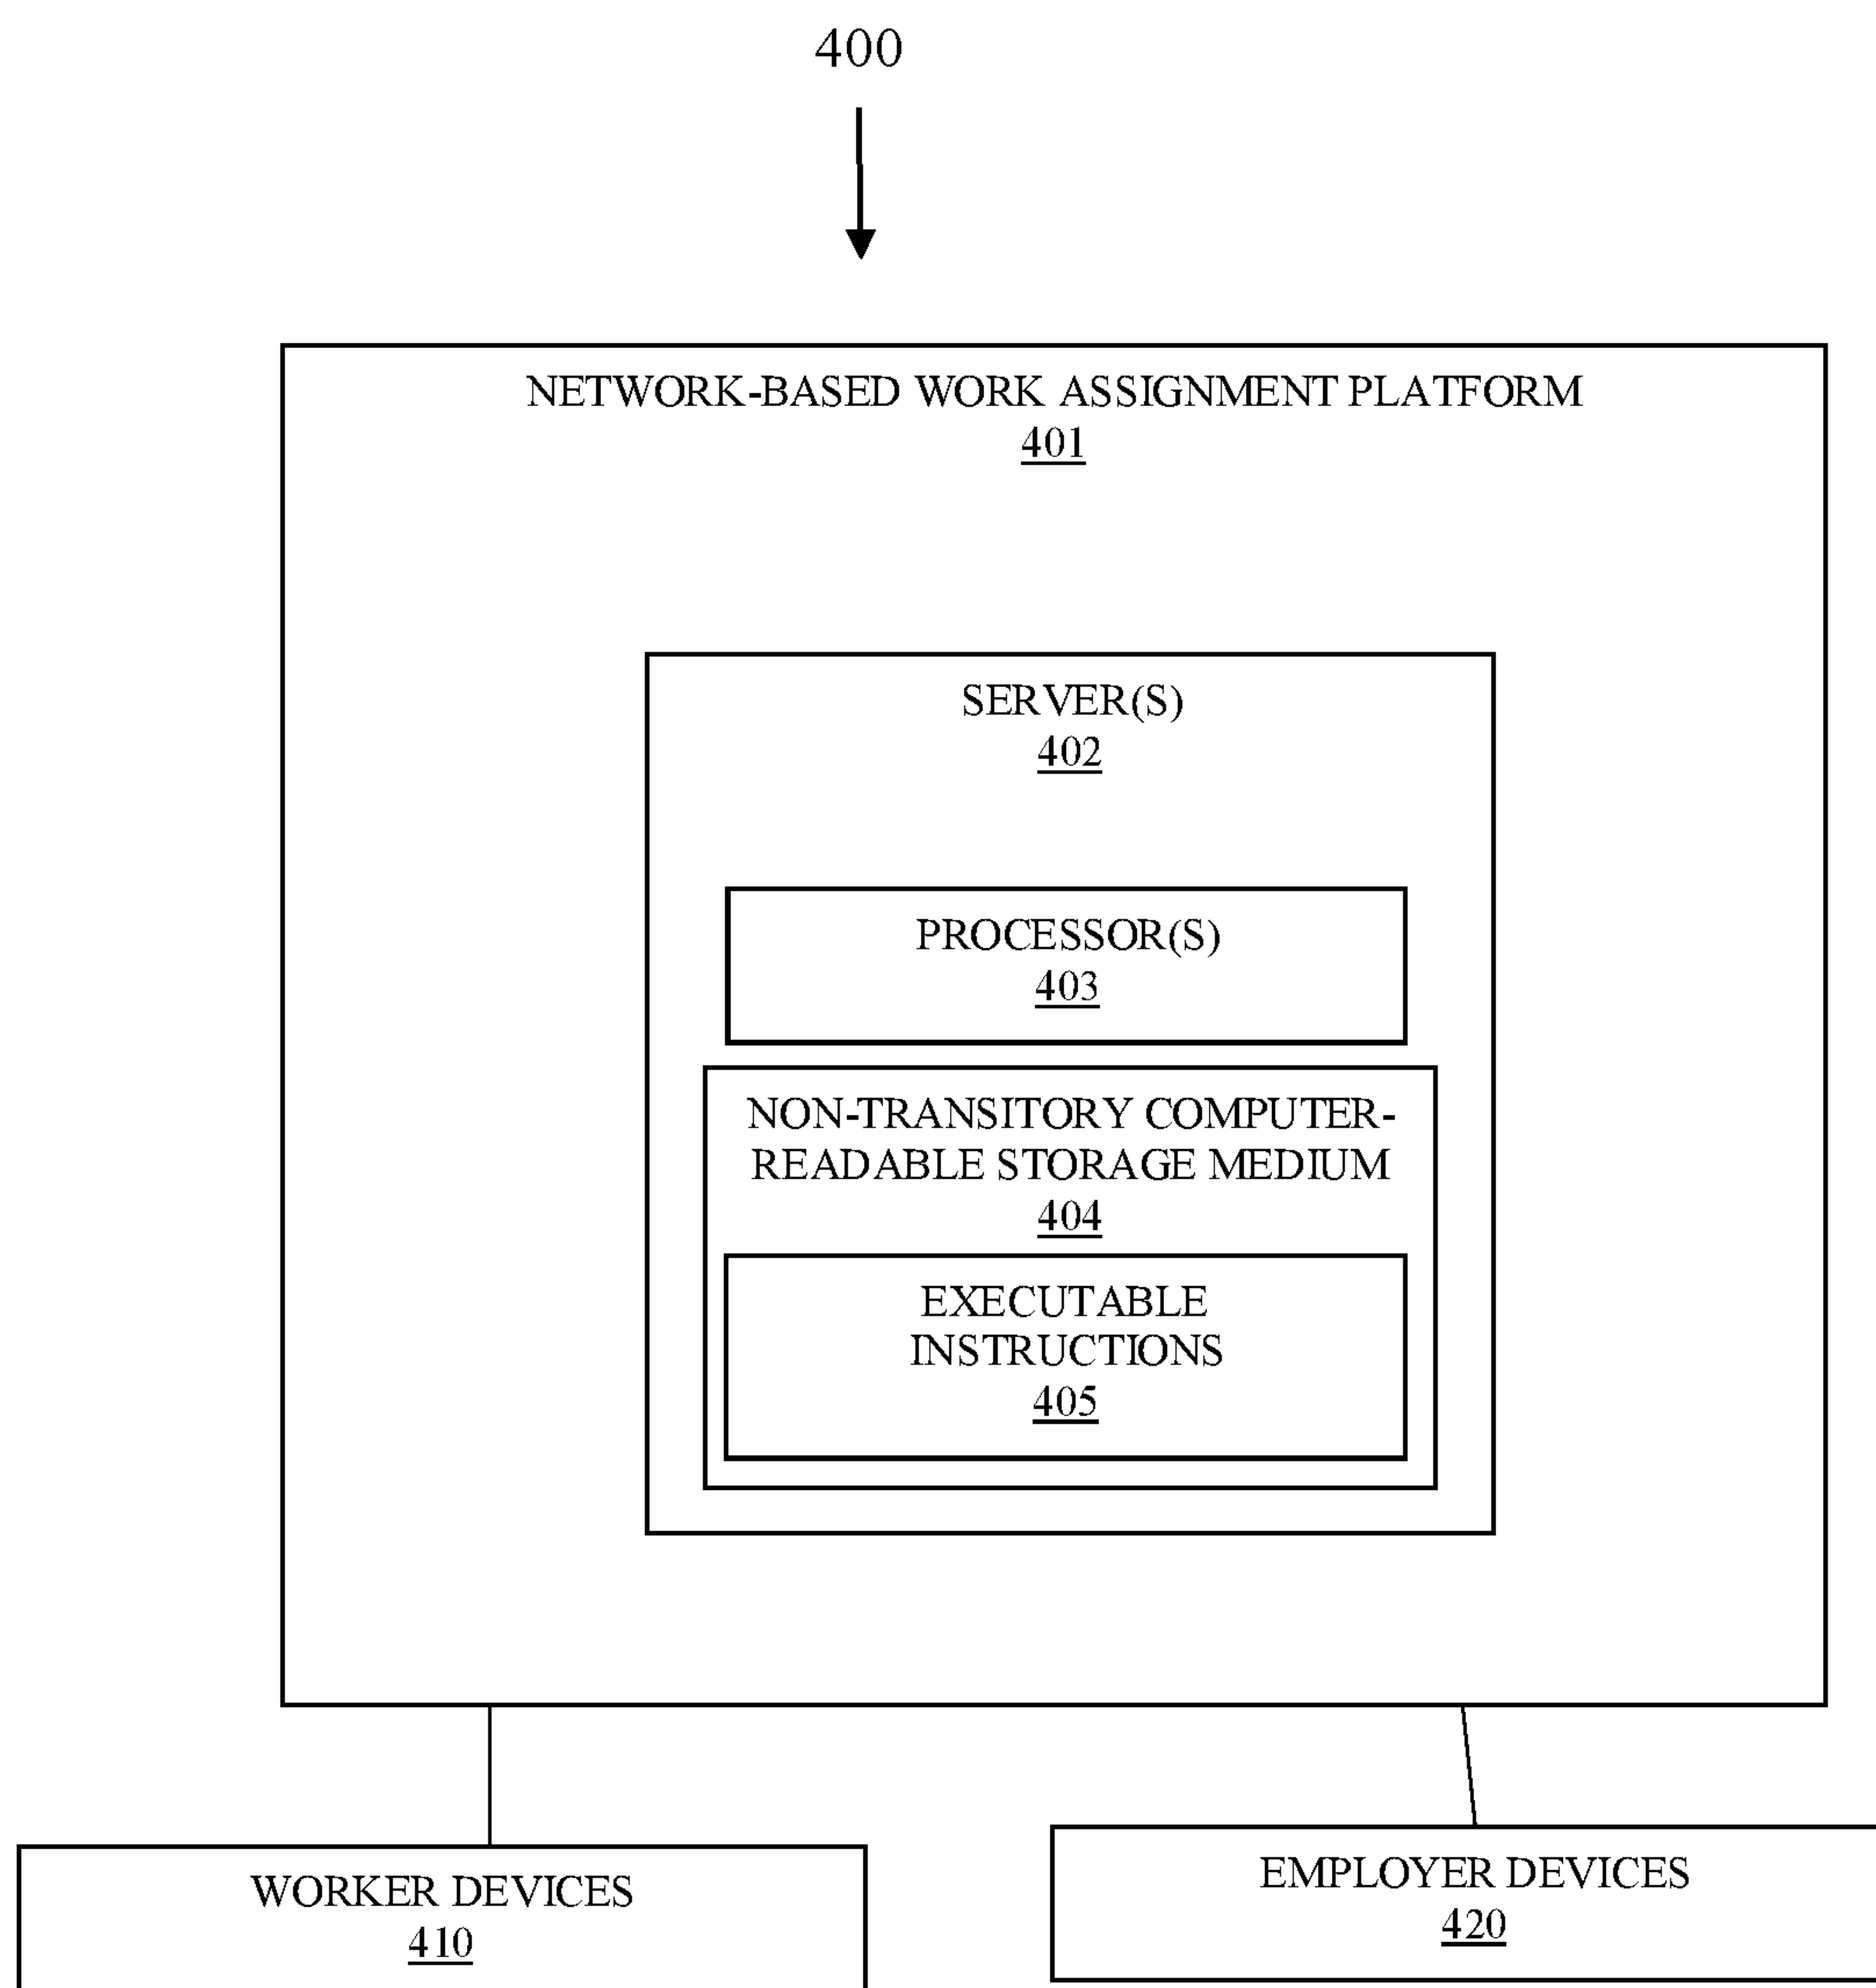 400
NETWORK-BASED WORK ASSIGNMENT PLATFORM
401
SERVER(S)
402
PROCESSOR(S)
403
NON-TRANSITORY COMPUTER-
READABLE STORAGE MEDIUM
404
EXECUTABLE
INSTRUCTIONS
405
WORKER DEVICES
410
EMPLOYER DEVICES
420